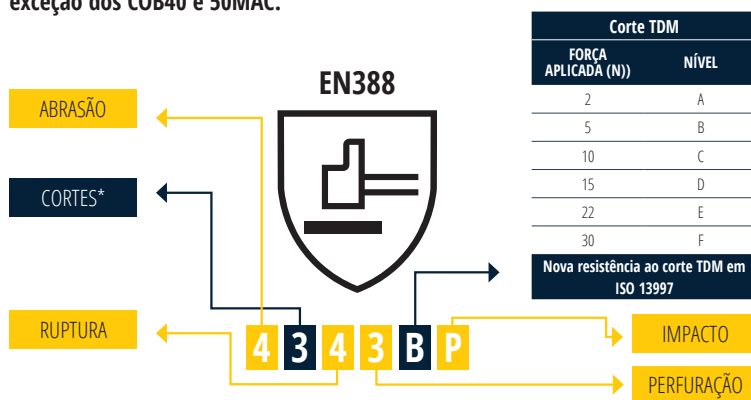 exceção dos COB40 e 50MAC.
EN388
ABRASÃO
CORTES*
RUPTURA
4 3 4 3 B P
Corte TDM
FORÇA
APLICADA (N))
NÍVEL
2 A
5 B
10 C
15 D
22 E
30 F
Nova resistência ao corte TDM em
ISO 13997
IMPACTO
PERFURAÇÃO